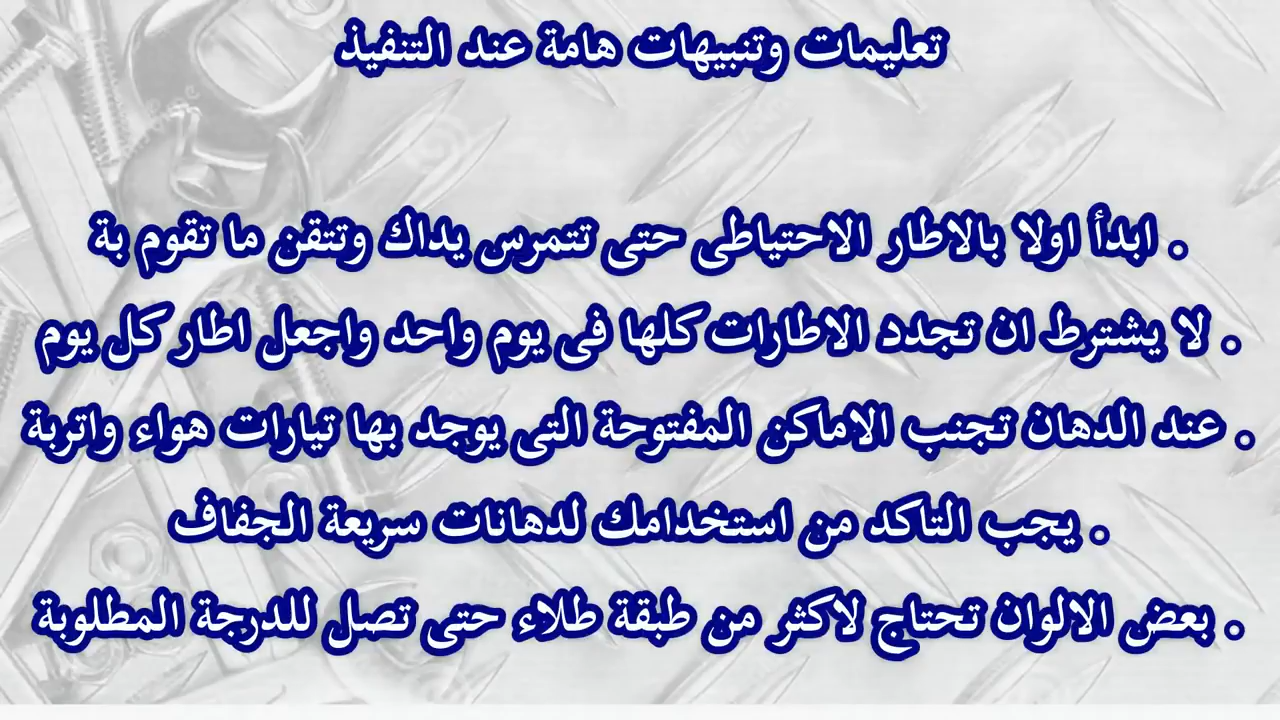 تعليمات وتنبيهات هامة عند التنفيذ
. ابدأ اولا بالاطار الاحتياطى حتى تتمرس يداك وتتقن ما تقوم بة
. لا يشترط ان تجدد الاطارات كلها فى يوم واحد واجعل اطار كل يوم
. عند الدهان تجنب الاماكن المفتوحة التى يوجد بها تيارات هواء واتربة
. يجب التاكد من استخدامك لدهانات سريعة الجفاف
. بعض الالوان تحتاج لاكثر من طبقة طلاء حتى تصل للدرجة المطلوبة